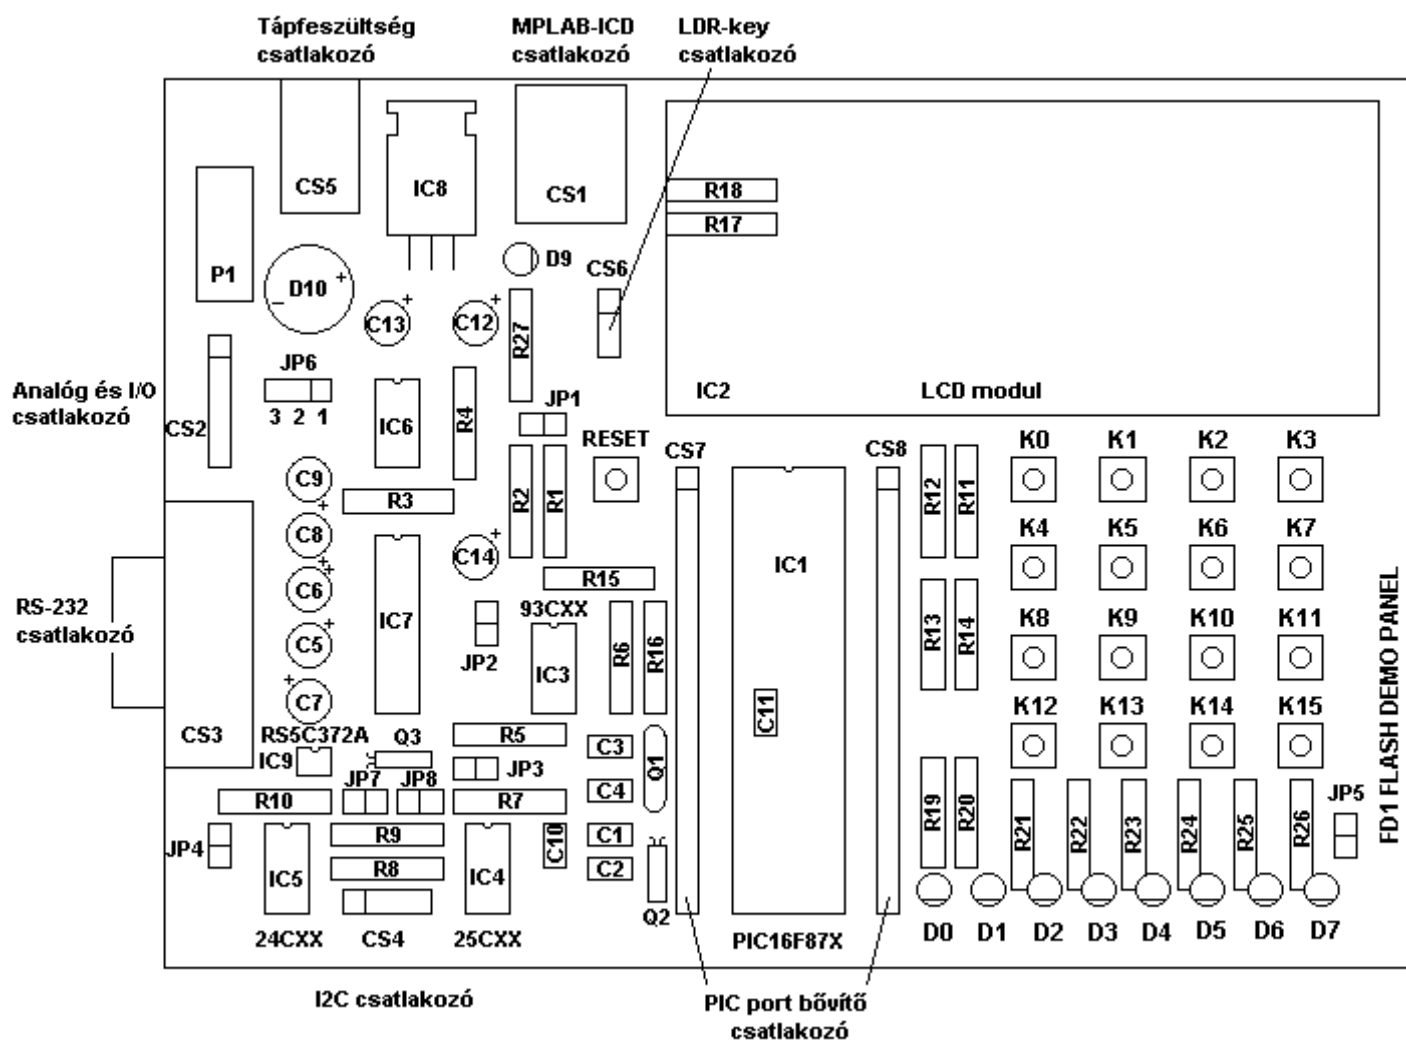 Tápfeszültség
csatlakozó
MPLAB-ICD
csatlakozó
LDR-key
csatlakozó
CS5
IC8
CS1
R18
R17
P1
D10
D9
CS6
C13
C12
R27
JP6
3 2 1
Analóg és I/O
csatlakozó
CS2
IC6
R4
JP1
IC2
LCD modul
RESET
CS7
CS8
K0
K1
K2
K3
C9
R3
R2
R1
R12
R11
C8
C14
IC1
K4
K5
K6
K7
C6
R15
RS-232
csatlakozó
IC7
93CXX
JP2
IC3
R6
R16
R13
R14
K8
K9
K10
K11
C5
C7
C11
K12
K13
K14
K15
CS3
RS5C372A
IC9
Q3
R5
C3
Q1
JP7
JP8
JP3
C4
R10
R7
R19
R20
R21
R22
R23
R24
R25
R26
JP5
FD1 FLASH DEMO PANEL
JP4
R9
C10
C1
IC5
R8
IC4
C2
Q2
24CXX
CS4
25CXX
PIC16F87X
D0
D1
D2
D3
D4
D5
D6
D7
I2C csatlakozó
PIC port bővítő
csatlakozó